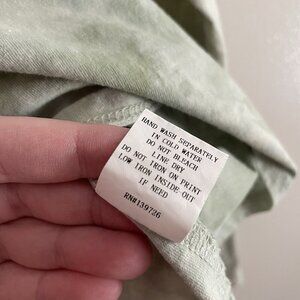 HAND WASH SEPARATELY
IN COLD WATER
DO NOT BLEACH
LINE DRY
DO NOT IRON ON PRINT
LOW IRON INSIDE OUT
IF NEED
RN#139726